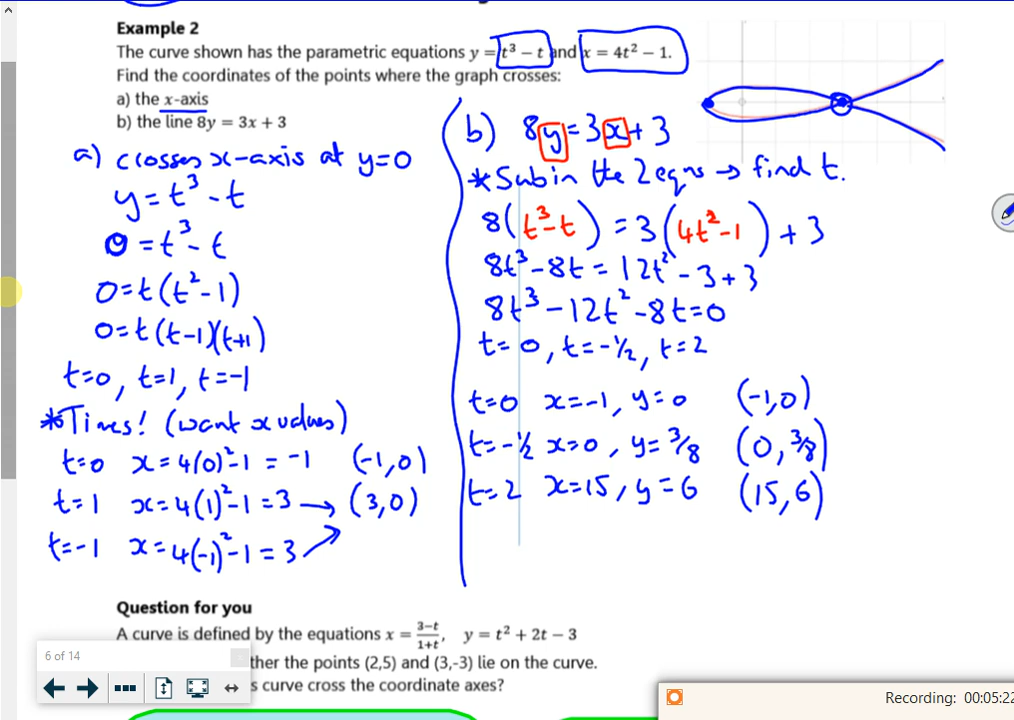 Example 2
The curve shown has the parametric equations y = t³ − t and x = 4t² − 1.
Find the coordinates of the points where the graph crosses:
a) the x-axis
b) the line 8y = 3x + 3
a) crosses x-axis at y=0
y = t³ - t
0 = t³ - t
0 = t(t² - 1)
0 = t(t-1)(t+1)
t=0, t=1, t=-1
*Times! (want x values)
t=0 x=4(0)²-1 = -1 (-1,0)
t=1 x=4(1)²-1=3 → (3,0)
t=-1 x=4(-1)²-1=3 ↗
b) 8y = 3x + 3
*Sub in the 2 eqns → find t.
8(t³-t) = 3(4t²-1) + 3
8t³ - 8t = 12t² - 3 + 3
8t³ - 12t² - 8t = 0
t = 0, t = -½, t = 2
t=0 x=-1, y=0 (-1,0)
t=-½ x=0, y=3/8 (0, 3/8)
t=2 x=15, y=6 (15,6)
Question for you
A curve is defined by the equations x = (3−t)/(1+t), y = t² + 2t − 3
ther the points (2,5) and (3,-3) lie on the curve.
s curve cross the coordinate axes?
6 of 14
Recording: 00:05:22